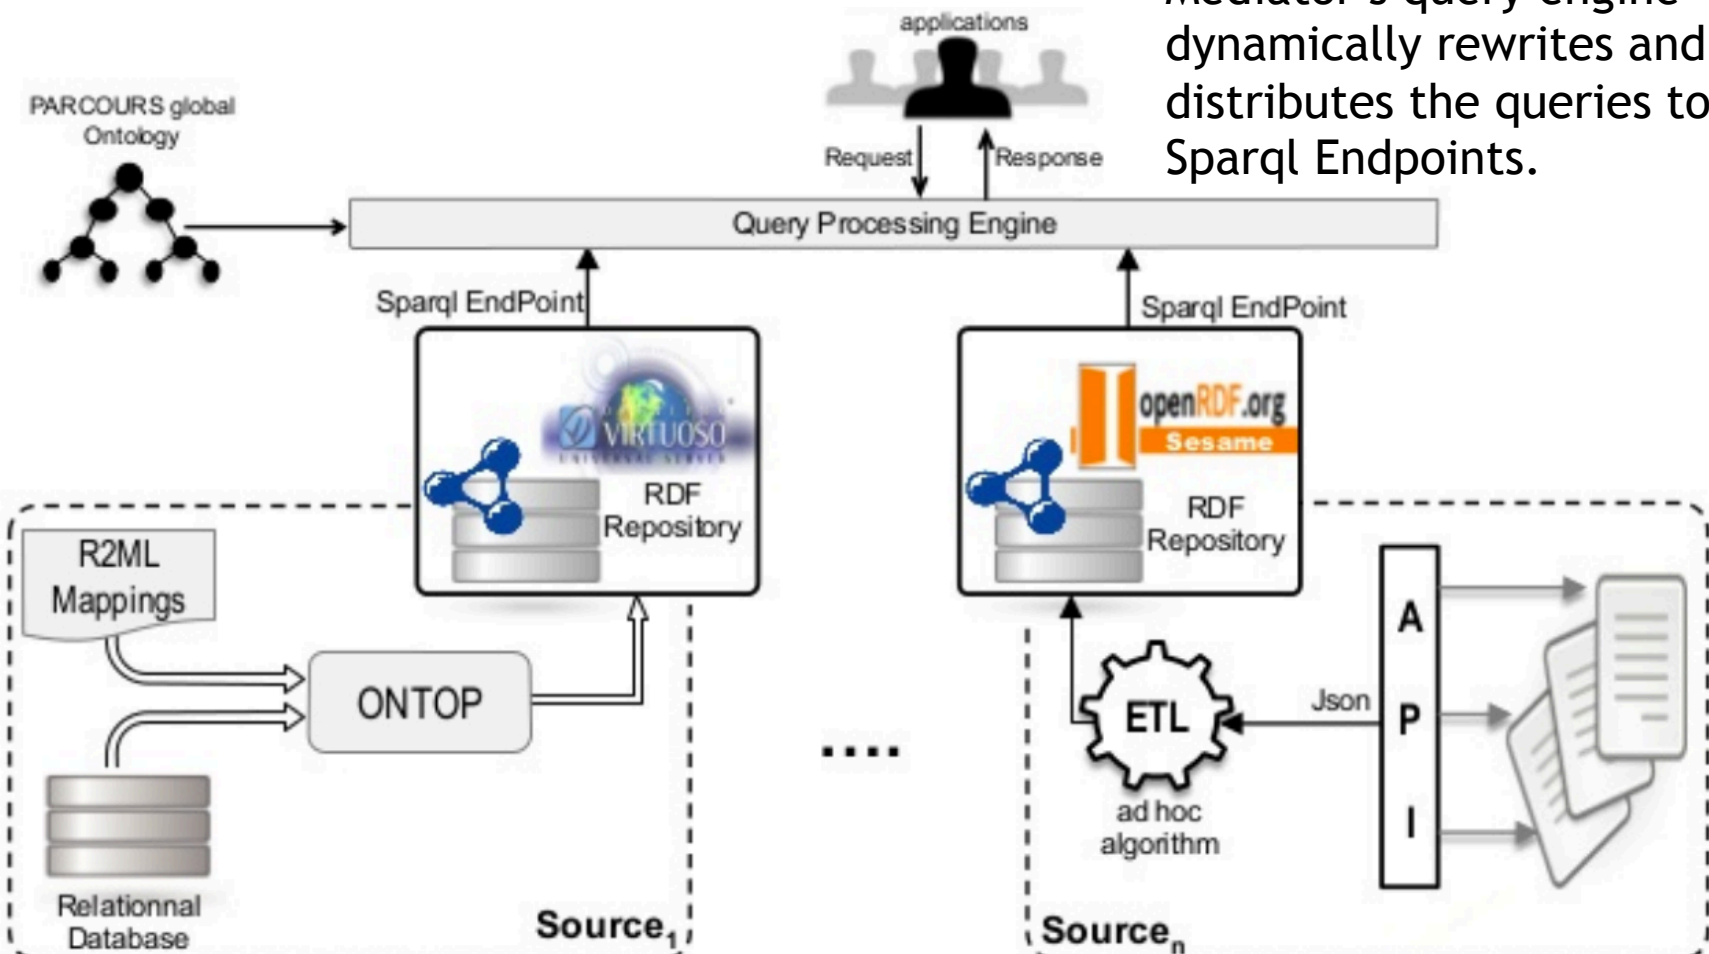 Mediator's query engine
dynamically rewrites and
distributes the queries to
Sparql Endpoints.
applications
PARCOURS global
Ontology
Request
Response
Query Processing Engine
Sparql EndPoint
Sparql EndPoint
VIRTUOSO
UNIVERSAL SERVER
RDF
Repository
openRDF.org
Sesame
RDF
Repository
R2ML
Mappings
ONTOP
Relationnal
Database
Source1
....
ETL
ad hoc
algorithm
Json
A
P
I
Sourcen